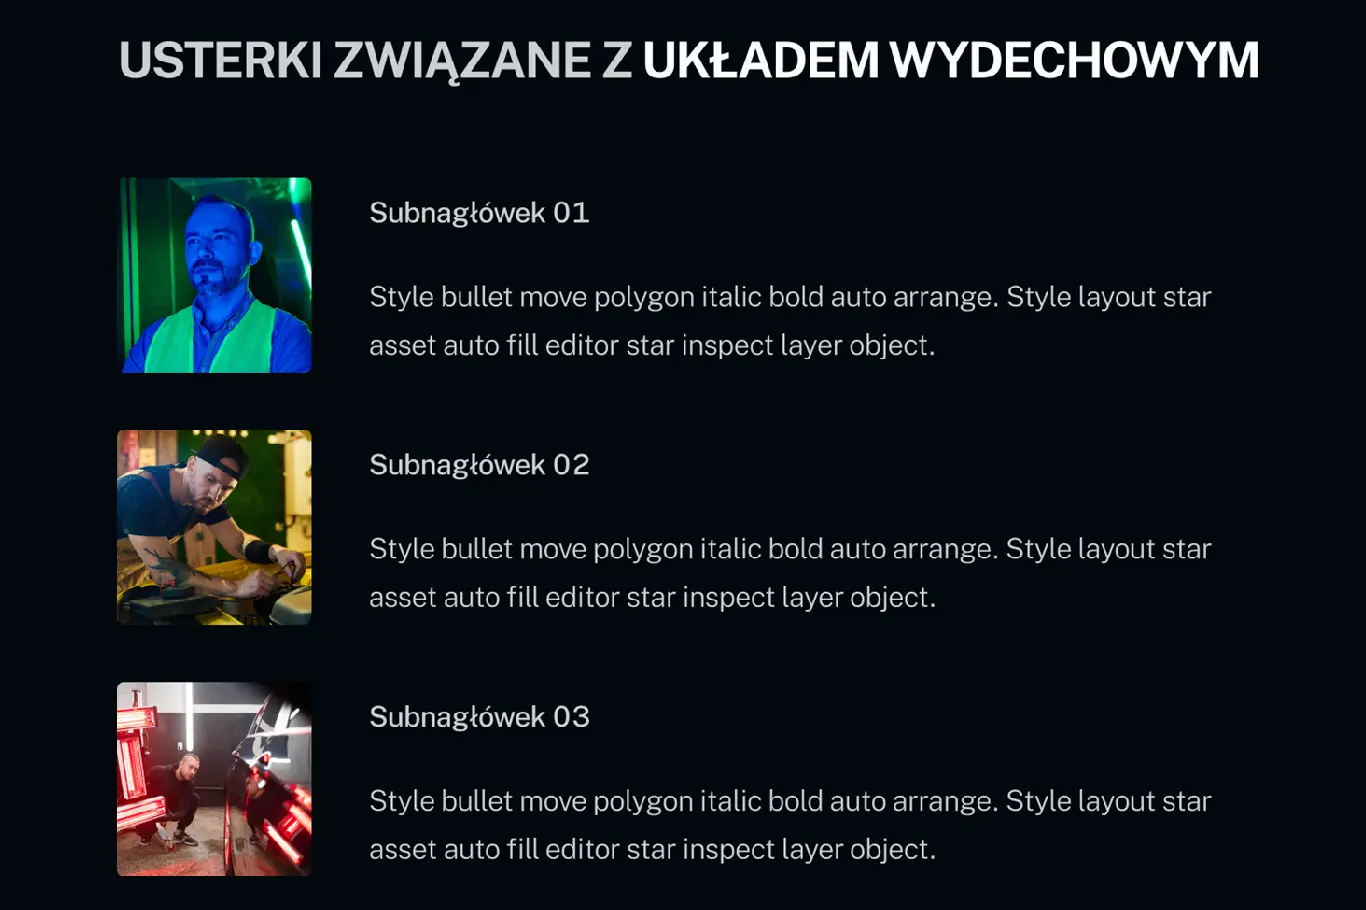 USTERKI ZWIĄZANE Z UKŁADEM WYDECHOWYM
Subnagłówek 01
Style bullet move polygon italic bold auto arrange. Style layout star
asset auto fill editor star inspect layer object.
Subnagłówek 02
Style bullet move polygon italic bold auto arrange. Style layout star
asset auto fill editor star inspect layer object.
Subnagłówek 03
Style bullet move polygon italic bold auto arrange. Style layout star
asset auto fill editor star inspect layer object.